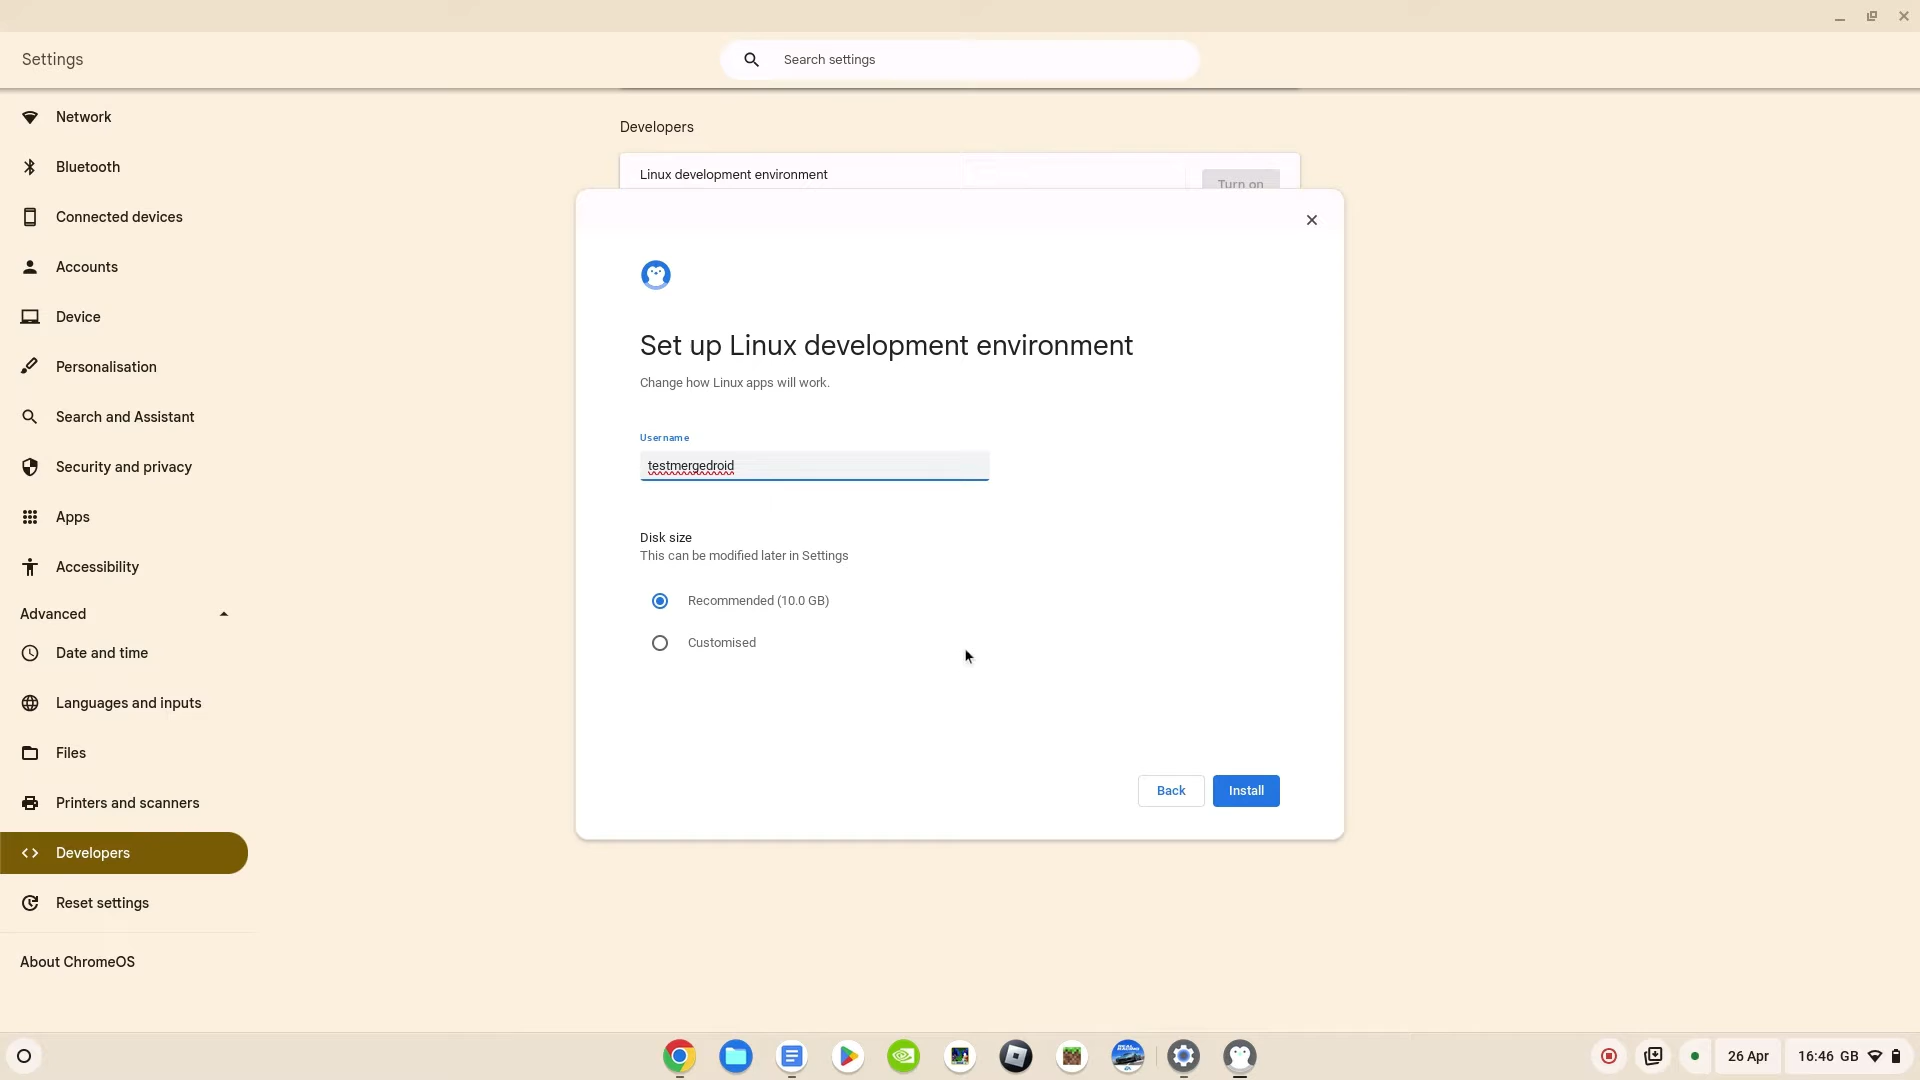 Settings
Search settings
Network
Bluetooth
Connected devices
Accounts
Device
Personalisation
Search and Assistant
Security and privacy
Apps
Accessibility
Advanced
Date and time
Languages and inputs
Files
Printers and scanners
Developers
Reset settings
About ChromeOS
Developers
Linux development environment
Turn on
Set up Linux development environment
Change how Linux apps will work.
Username
testmergedroid
Disk size
This can be modified later in Settings
Recommended (10.0 GB)
Customised
Back
Install
26 Apr
16:46 GB